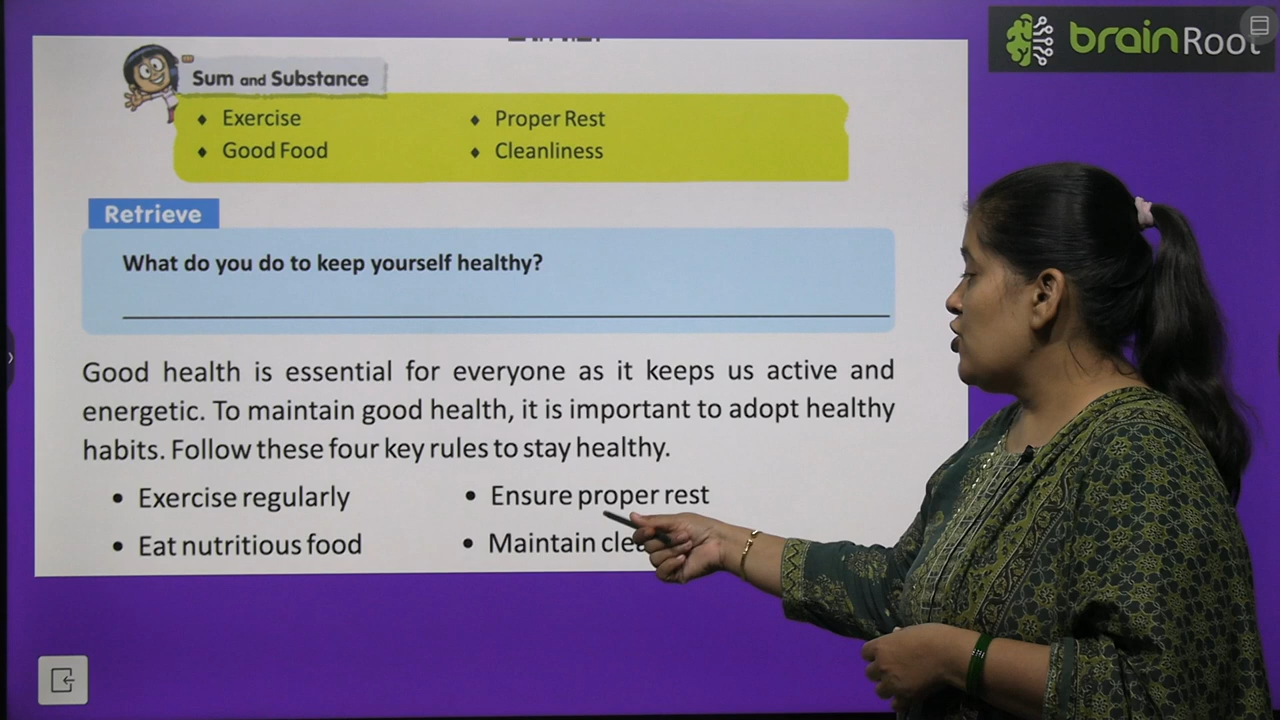 brainRoot
Sum and Substance
Exercise
Proper Rest
Good Food
Cleanliness
Retrieve
What do you do to keep yourself healthy?
Good health is essential for everyone as it keeps us active and
energetic. To maintain good health, it is important to adopt healthy
habits. Follow these four key rules to stay healthy.
• Exercise regularly
• Ensure proper rest
• Eat nutritious food
• Maintain